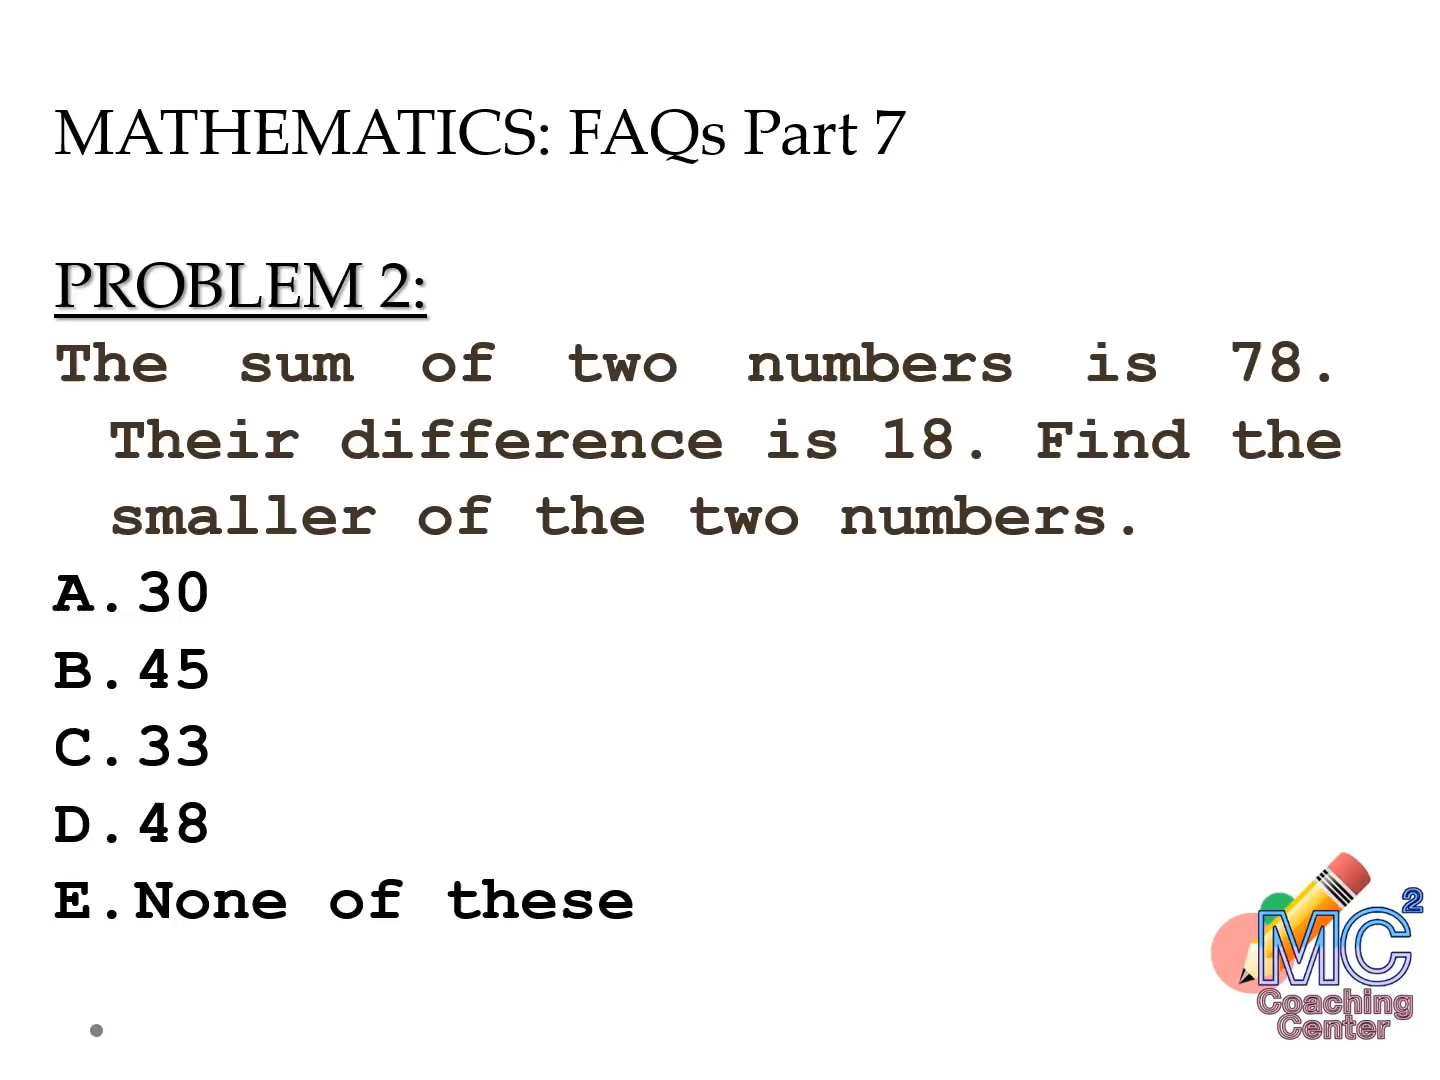 MATHEMATICS: FAQs Part 7
PROBLEM 2:
The sum of two numbers is 78.
Their difference is 18. Find the
smaller of the two numbers.
A.30
B.45
C.33
D.48
E.None of these
MC2
Coaching
Center